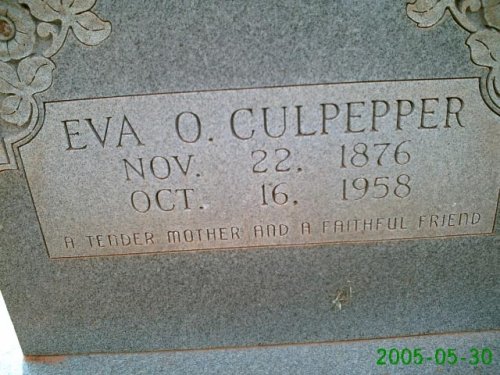 EVA O. CULPEPPER
NOV. 22, 1876
OCT. 16, 1958
A TENDER MOTHER AND A FAITHFUL FRIEND
2005-05-30